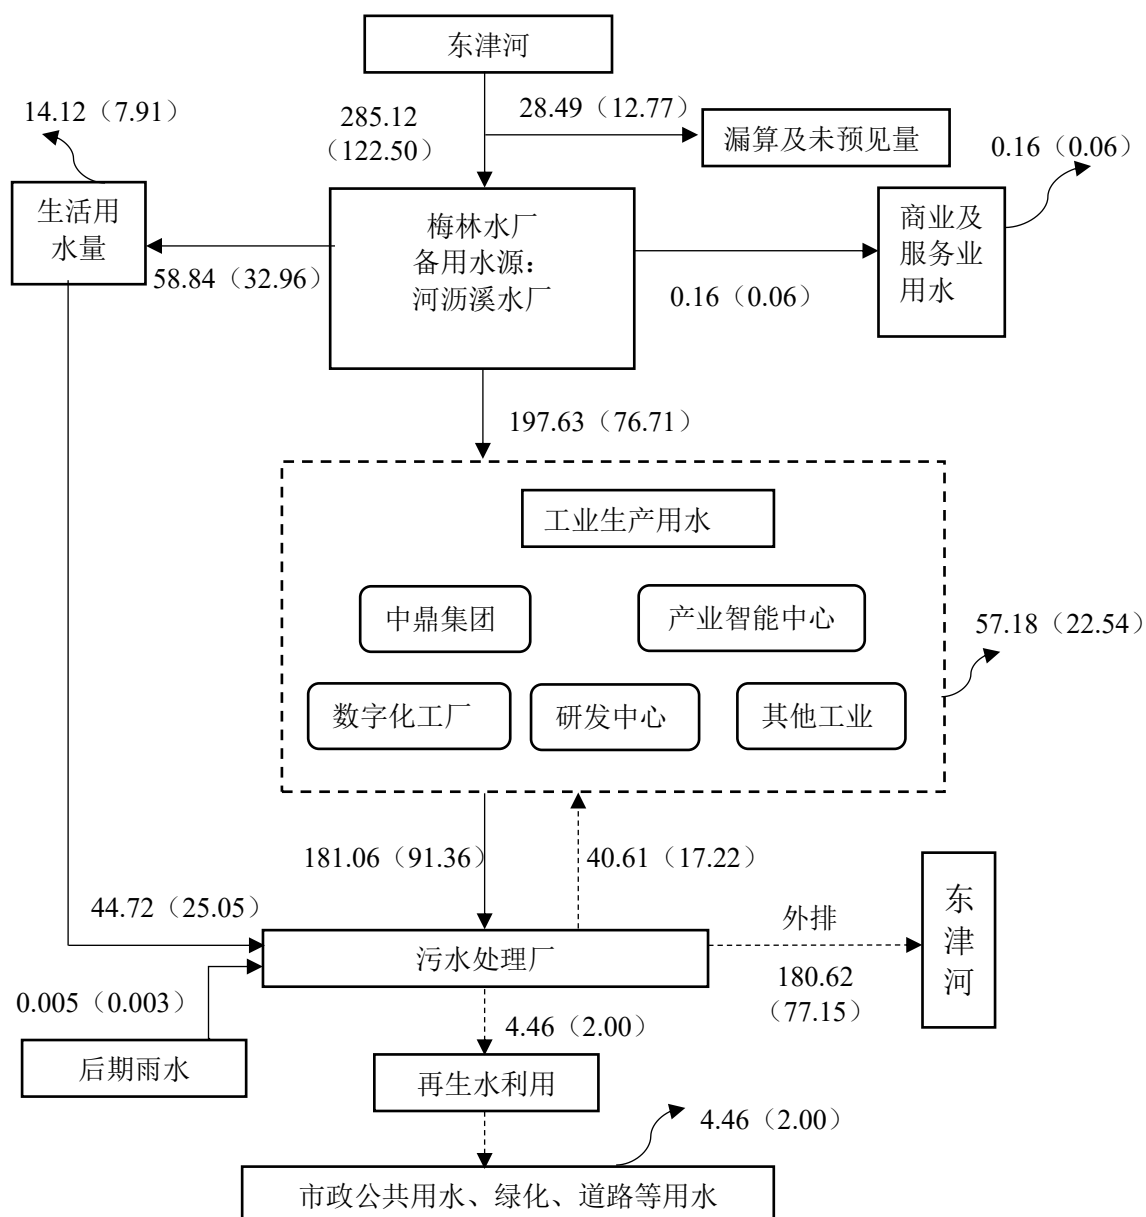 东津河
14.12（7.91）
285.12
（122.50）
28.49（12.77）
漏算及未预见量
0.16（0.06）
生活用
水量
梅林水厂
备用水源：
河沥溪水厂
商业及
服务业
用水
58.84（32.96）
0.16（0.06）
197.63（76.71）
工业生产用水
中鼎集团
产业智能中心
57.18（22.54）
数字化工厂
研发中心
其他工业
181.06（91.36）
40.61（17.22）
44.72（25.05）
污水处理厂
外排
180.62
（77.15）
东
津
河
0.005（0.003）
后期雨水
4.46（2.00）
再生水利用
4.46（2.00）
市政公共用水、绿化、道路等用水